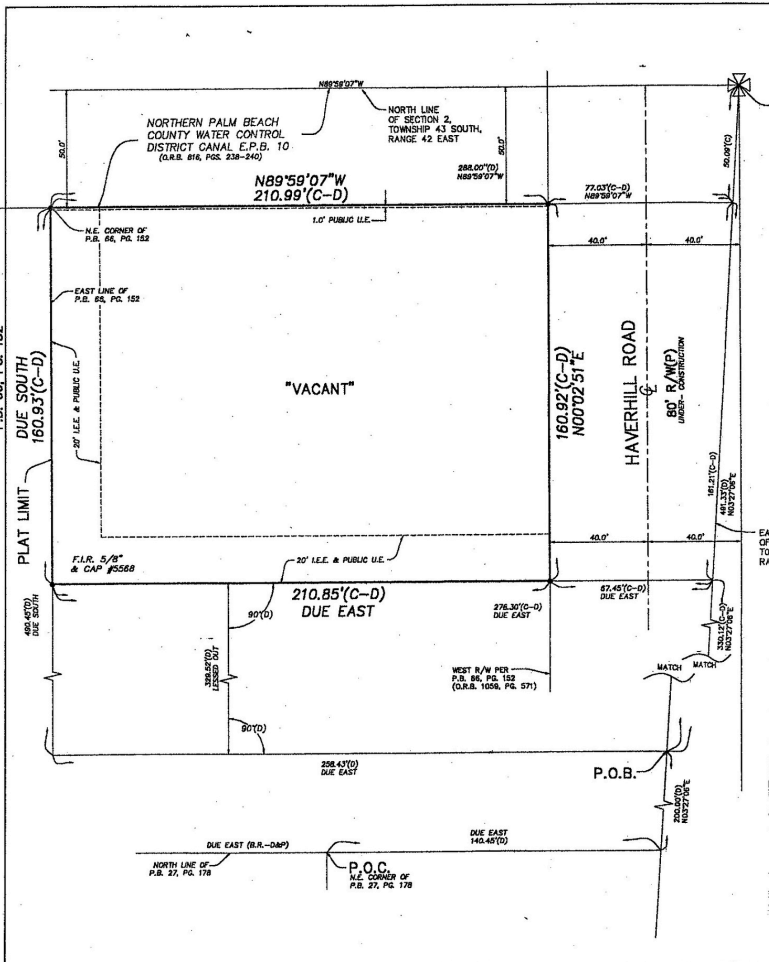 N89°59'07"W
NORTHERN PALM BEACH
COUNTY WATER CONTROL
DISTRICT CANAL E.P.B. 10
(O.R.B. 816, PGS. 238-240)
NORTH LINE
OF SECTION 2,
TOWNSHIP 43 SOUTH,
RANGE 42 EAST
50.0'
50.0'
50.09'(C)
288.00'(D)
N89°59'07"W
N89°59'07"W
210.99'(C-D)
77.03'(C-D)
N89°59'07"W
1.0' PUBLIC U.E.
N.E. CORNER OF
P.B. 66, PG. 152
40.0'
40.0'
EAST LINE OF
P.B. 66, PG. 152
DUE SOUTH
160.93'(C-D)
20' I.E.E. & PUBLIC U.E.
"VACANT"
160.92'(C-D)
N00°02'51"E
HAVERHILL ROAD
80' R/W(P)
UNDER- CONSTRUCTION
161.21'(C-D)
491.33'(D)
N03°27'06"E
PLAT LIMIT
F.I.R. 5/8"
& CAP #5568
20' I.E.E. & PUBLIC U.E.
40.0'
40.0'
210.85'(C-D)
DUE EAST
276.30'(C-D)
DUE EAST
67.45'(C-D)
DUE EAST
330.12'(C-D)
N03°27'06"E
490.45'(D)
DUE SOUTH
90°(D)
329.52'(D)
LESSED OUT
WEST R/W PER
P.B. 86, PG. 152
(O.R.B. 1059, PG. 571)
MATCH
MATCH
90°(D)
258.43'(D)
DUE EAST
P.O.B.
200.00'(D)
N03°27'06"E
DUE EAST (B.R.-D&P)
DUE EAST
140.45'(D)
NORTH LINE OF
P.B. 27, PG. 178
P.O.C.
N.E. CORNER OF
P.B. 27, PG. 178